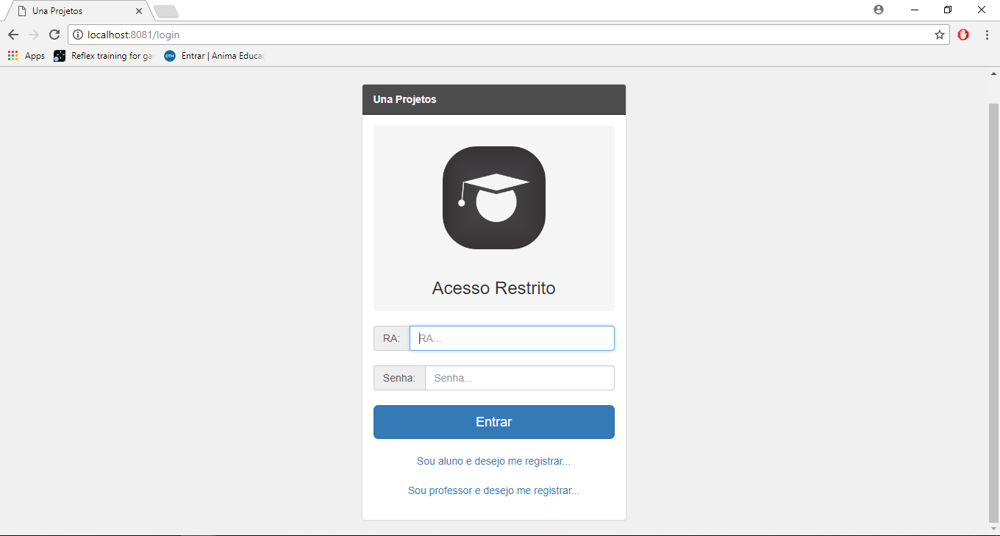 Una Projetos
localhost:8081/login
Apps Reflex training for ga Entrar | Anima Educa
Una Projetos
Acesso Restrito
RA: RA...
Senha: Senha...
Entrar
Sou aluno e desejo me registrar...
Sou professor e desejo me registrar...